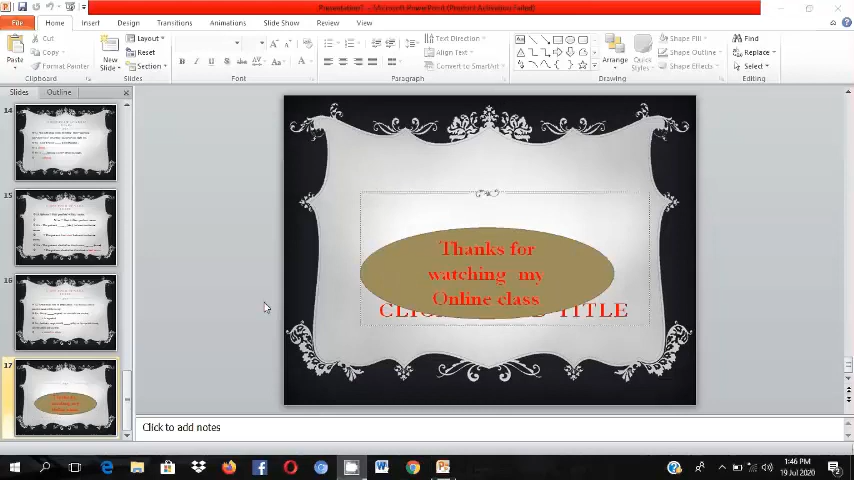 Presentation1 - Microsoft PowerPoint (Product Activation Failed)
File Home Insert Design Transitions Animations Slide Show Review View
Paste
Cut
Copy
Format Painter
Clipboard
New
Slide
Layout
Reset
Section
Slides
B I U S abc AV Aa A
Font
Text Direction
Align Text
Convert to SmartArt
Paragraph
Arrange
Quick
Styles
Shape Fill
Shape Outline
Shape Effects
Drawing
Find
Replace
Select
Editing
Slides Outline
14
15
16
17
Thanks for
watching my
Online class
TITLE
Click to add notes
1:46 PM
19 Jul 2020